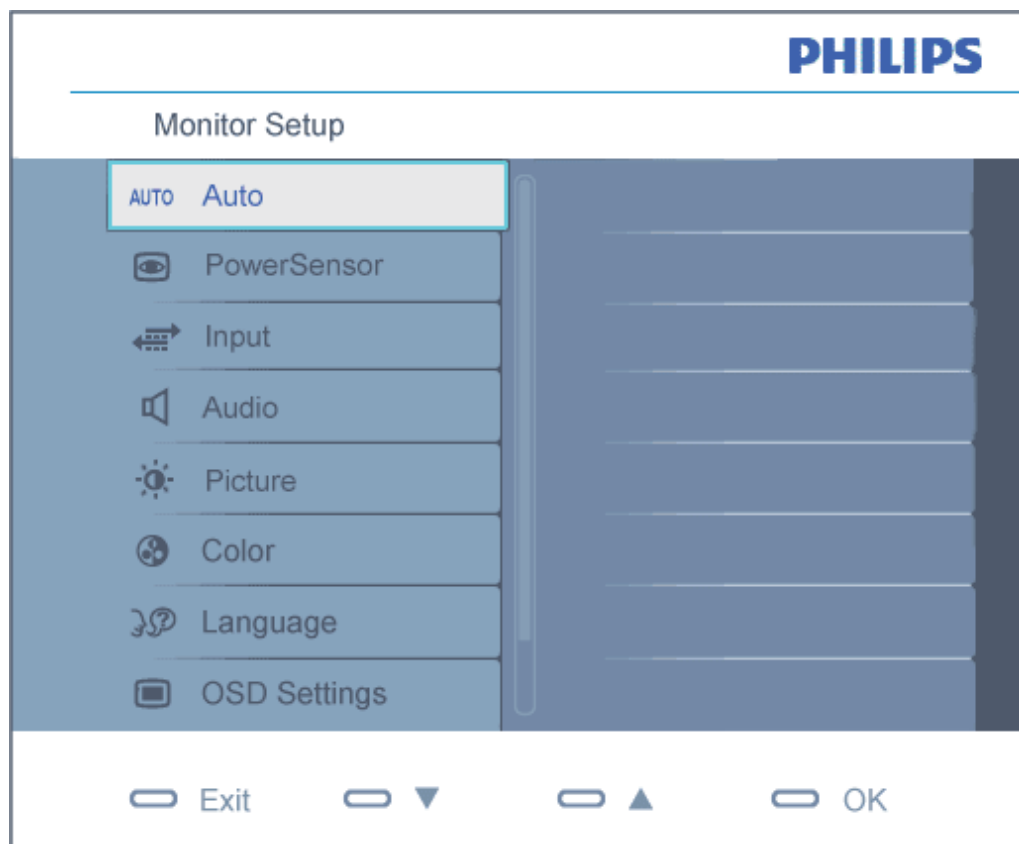 PHILIPS
Monitor Setup
AUTO Auto
PowerSensor
Input
Audio
Picture
Color
Language
OSD Settings
Exit ▼ ▲ OK